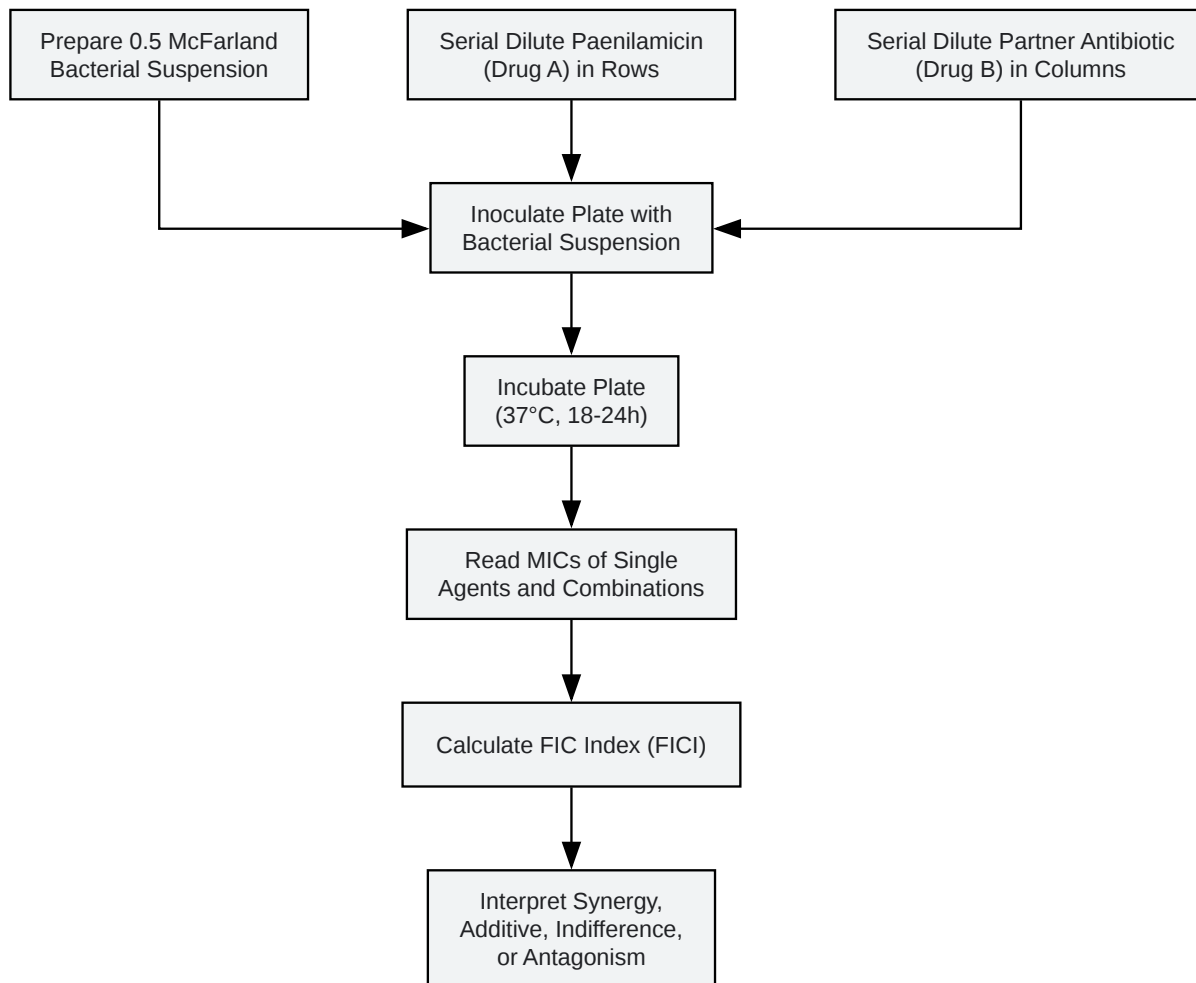 Prepare 0.5 McFarland
Bacterial Suspension
Serial Dilute Paenilamicin
(Drug A) in Rows
Serial Dilute Partner Antibiotic
(Drug B) in Columns
Inoculate Plate with
Bacterial Suspension
Incubate Plate
(37°C, 18-24h)
Read MICs of Single
Agents and Combinations
Calculate FIC Index (FICI)
Interpret Synergy,
Additive, Indifference,
or Antagonism